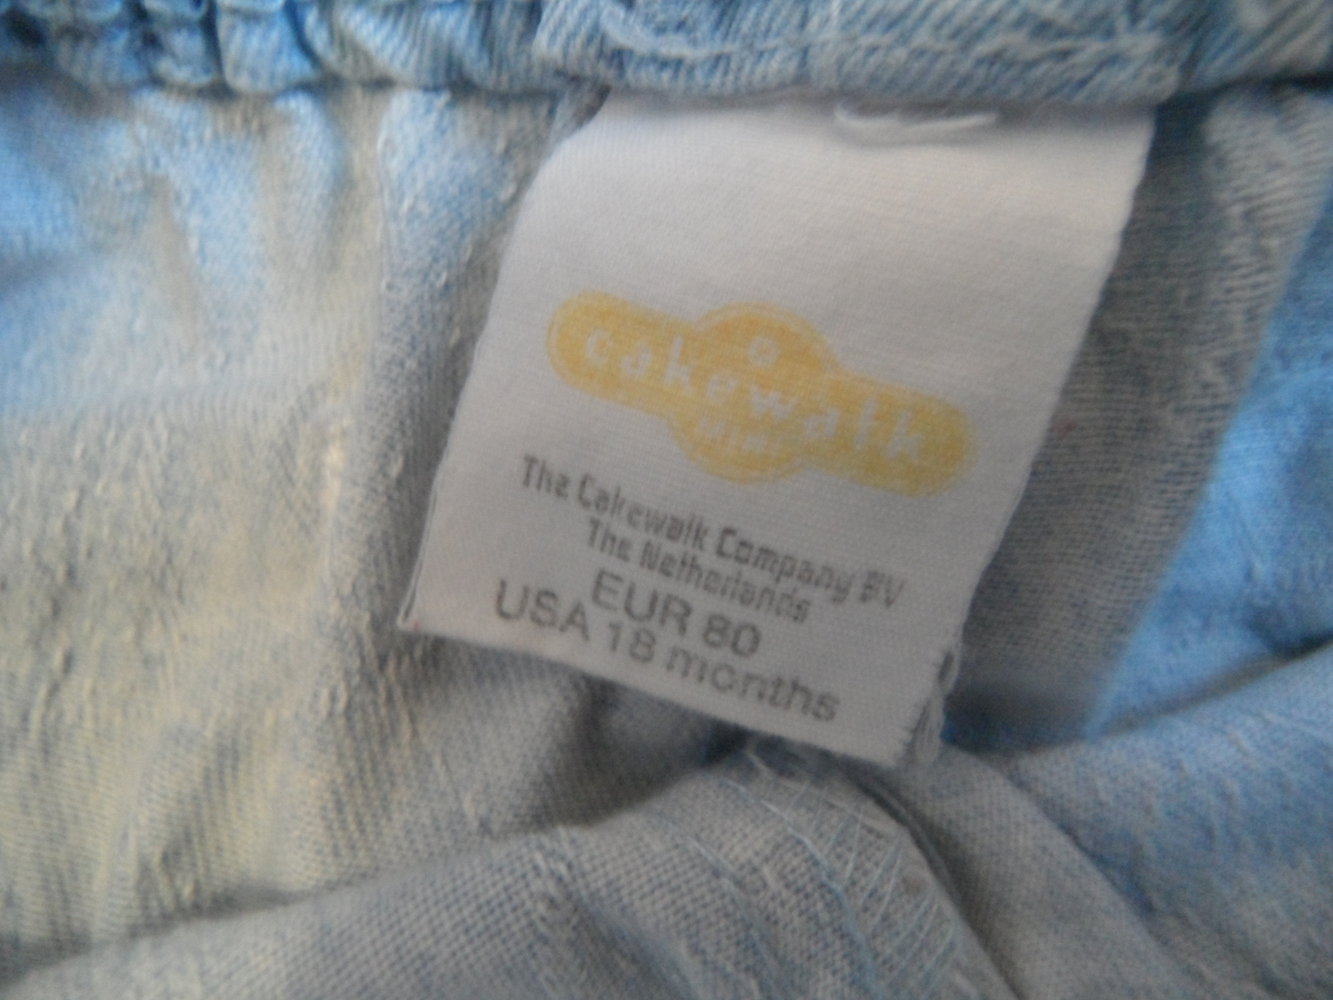 cakewalk
The Cakewalk Company BV
The Netherlands
EUR 80
USA 18 months